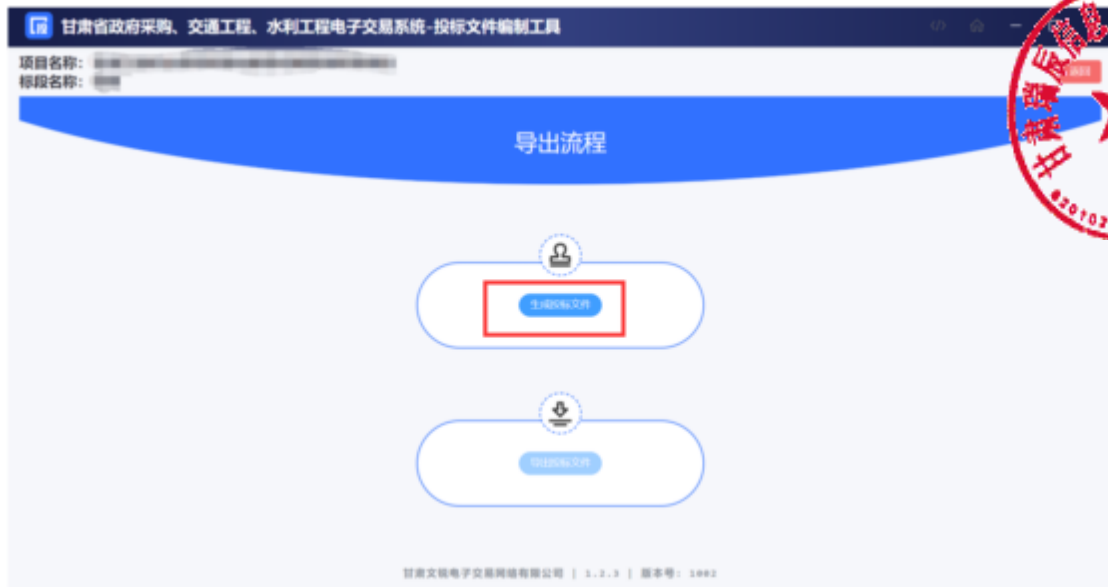 投 甘肃省政府采购、交通工程、水利工程电子交易系统-投标文件编制工具
项目名称：
标段名称：
返回
导出流程
生成投标文件
导出投标文件
甘肃文锐电子交易网络有限公司 | 1.2.3 | 版本号: 1002